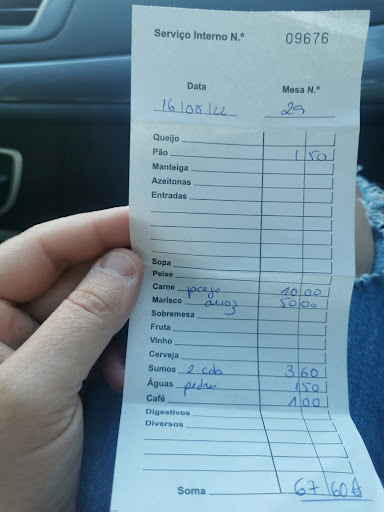 Serviço Interno N.º 09676
Data Mesa N.º
16/08/22 29
Queijo
Pão 1 50
Manteiga
Azeitonas
Entradas
Sopa
Peixe
Carne prego 10 00
Marisco arroz 50 00
Sobremesa
Fruta
Vinho
Cerveja
Sumos 2 cola 3 60
Águas pedras 1 50
Café 1 00
Digestivos
Diversos
Soma 67 60€